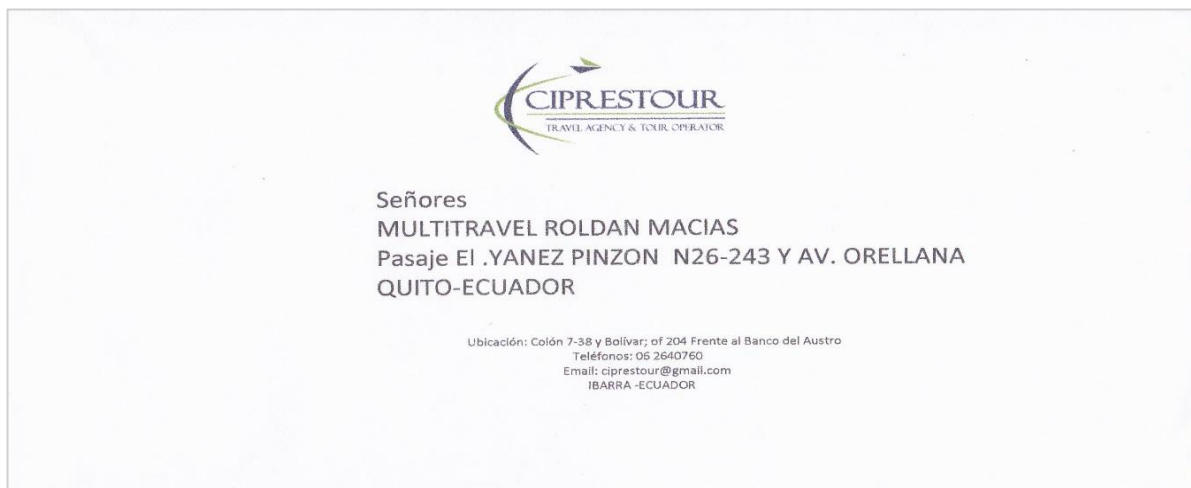 CIPRESTOUR
TRAVEL AGENCY & TOUR OPERATOR
Señores
MULTITRAVEL ROLDAN MACIAS
Pasaje El .YANEZ PINZON N26-243 Y AV. ORELLANA
QUITO-ECUADOR
Ubicación: Colón 7-38 y Bolívar; of 204 Frente al Banco del Austro
Teléfonos: 06 2640760
Email: ciprestour@gmail.com
IBARRA -ECUADOR